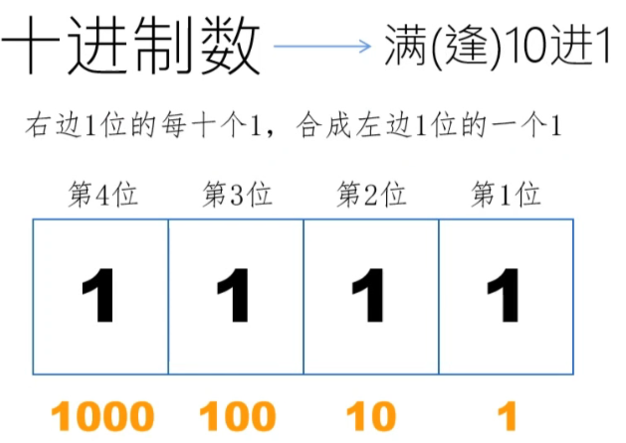 十进制数 → 满(逢)10进1
右边1位的每十个1，合成左边1位的一个1
第4位 第3位 第2位 第1位
1 1 1 1
1000 100 10 1